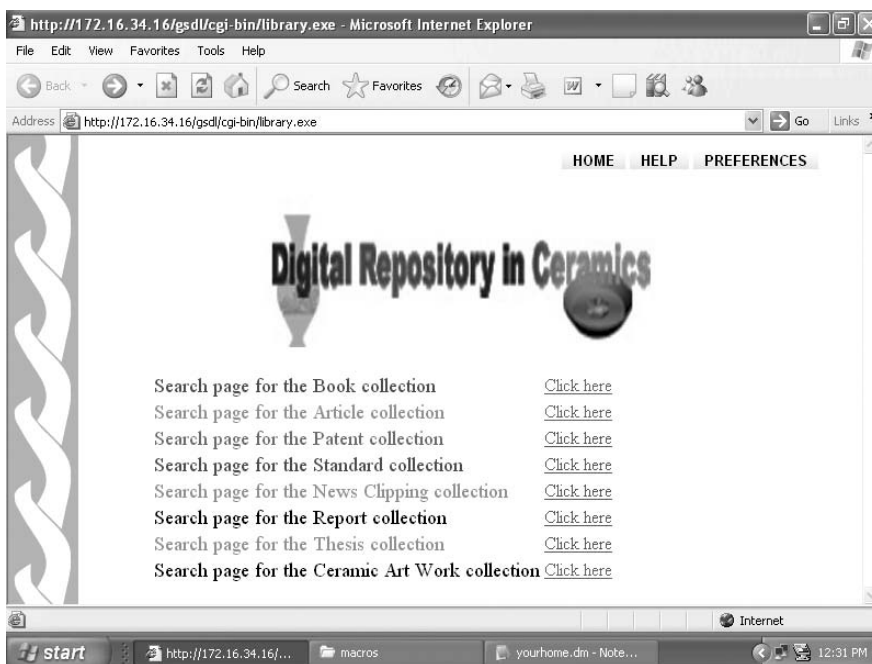 http://172.16.34.16/gsdl/cgi-bin/library.exe - Microsoft Internet Explorer
File Edit View Favorites Tools Help
Back Search Favorites
Address http://172.16.34.16/gsdl/cgi-bin/library.exe Go Links
HOME HELP PREFERENCES
Digital Repository in Ceramics
Search page for the Book collection Click here
Search page for the Article collection Click here
Search page for the Patent collection Click here
Search page for the Standard collection Click here
Search page for the News Clipping collection Click here
Search page for the Report collection Click here
Search page for the Thesis collection Click here
Search page for the Ceramic Art Work collection Click here
Internet
start http://172.16.34.16/... macros yourhome.dm - Note... 12:31 PM